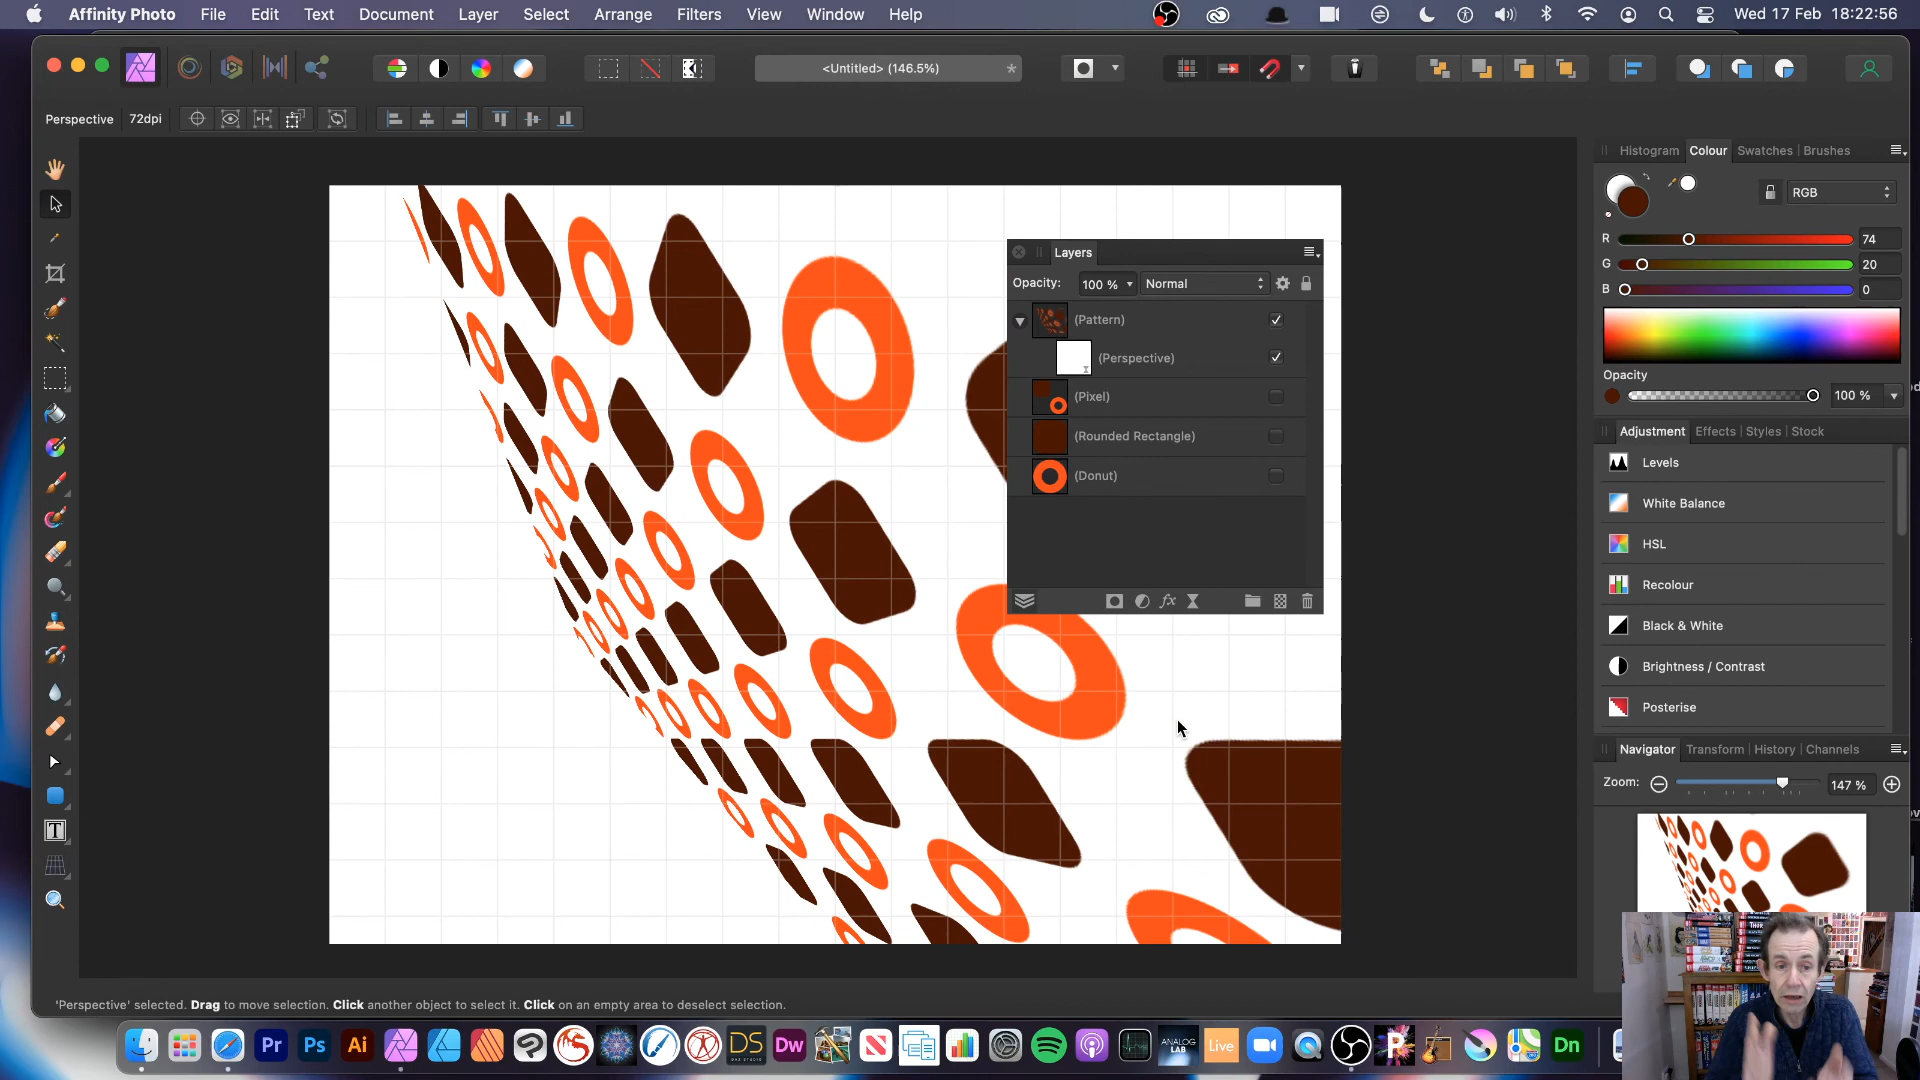 Affinity Photo File Edit Text Document Layer Select Arrange Filters View Window Help Wed 17 Feb 18:22:56
<Untitled> (146.5%) *
Perspective 72dpi
Histogram Colour Swatches Brushes
RGB
R 74
G 20
B 0
Opacity
100 %
Layers
Opacity: 100 % Normal
(Pattern)
(Perspective)
(Pixel)
(Rounded Rectangle)
(Donut)
fx
Adjustment Effects Styles Stock
Levels
White Balance
HSL
Recolour
Black & White
Brightness / Contrast
Posterise
Navigator Transform History Channels
Zoom: 147 %
T
'Perspective' selected. Drag to move selection. Click another object to select it. Click on an empty area to deselect selection.
Pr Ps Ai DS Dw ANALOG LAB Live P Dn